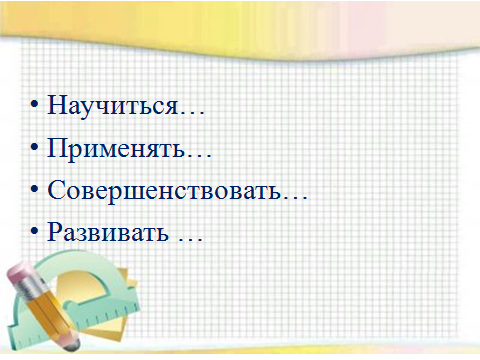 • Научиться…
• Применять…
• Совершенствовать…
• Развивать …